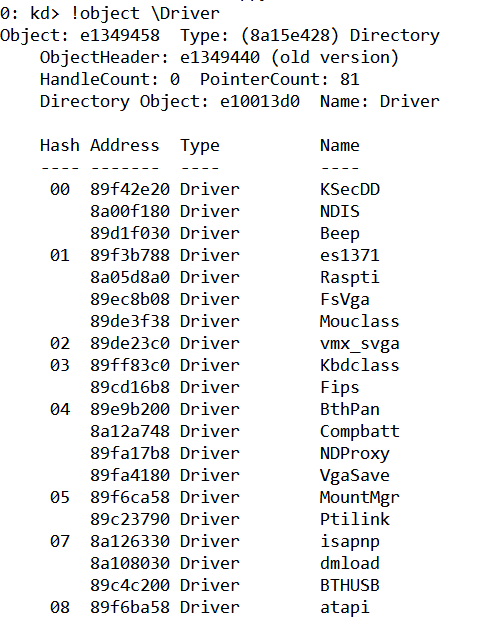 0: kd> !object \Driver
Object: e1349458  Type: (8a15e428) Directory
    ObjectHeader: e1349440 (old version)
    HandleCount: 0  PointerCount: 81
    Directory Object: e10013d0  Name: Driver

    Hash Address  Type          Name
    ---- -------  ----          ----
     00  89f42e20 Driver        KSecDD
         8a00f180 Driver        NDIS
         89d1f030 Driver        Beep
     01  89f3b788 Driver        es1371
         8a05d8a0 Driver        Raspti
         89ec8b08 Driver        FsVga
         89de3f38 Driver        Mouclass
     02  89de23c0 Driver        vmx_svga
     03  89ff83c0 Driver        Kbdclass
         89cd16b8 Driver        Fips
     04  89e9b200 Driver        BthPan
         8a12a748 Driver        Compbatt
         89fa17b8 Driver        NDProxy
         89fa4180 Driver        VgaSave
     05  89f6ca58 Driver        MountMgr
         89c23790 Driver        Ptilink
     07  8a126330 Driver        isapnp
         8a108030 Driver        dmload
         89c4c200 Driver        BTHUSB
     08  89f6ba58 Driver        atapi